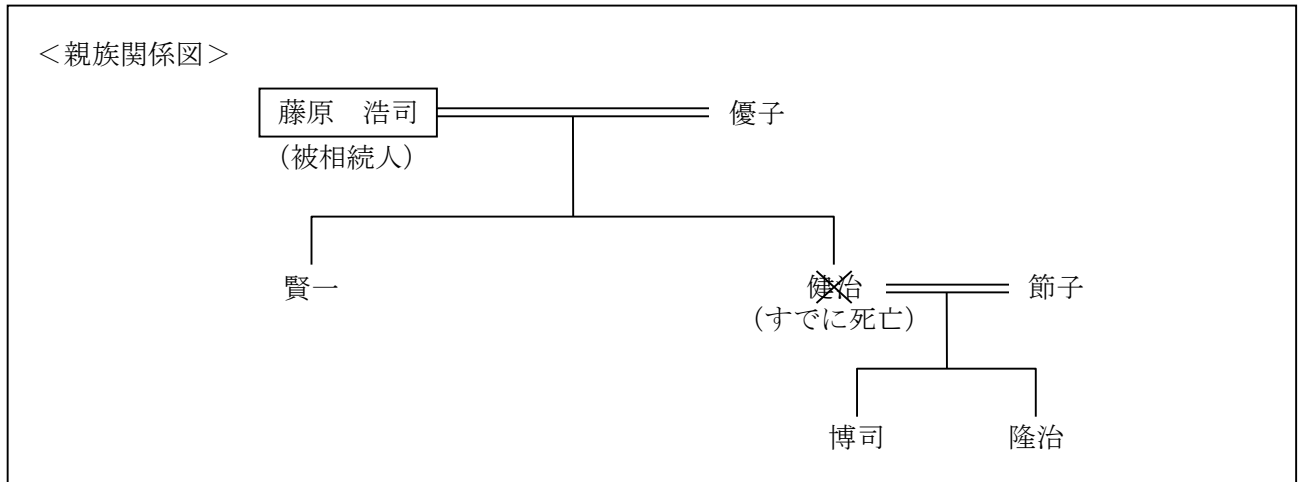 ＜親族関係図＞
藤原　浩司
優子
（被相続人）
賢一
健治
節子
（すでに死亡）
博司
隆治